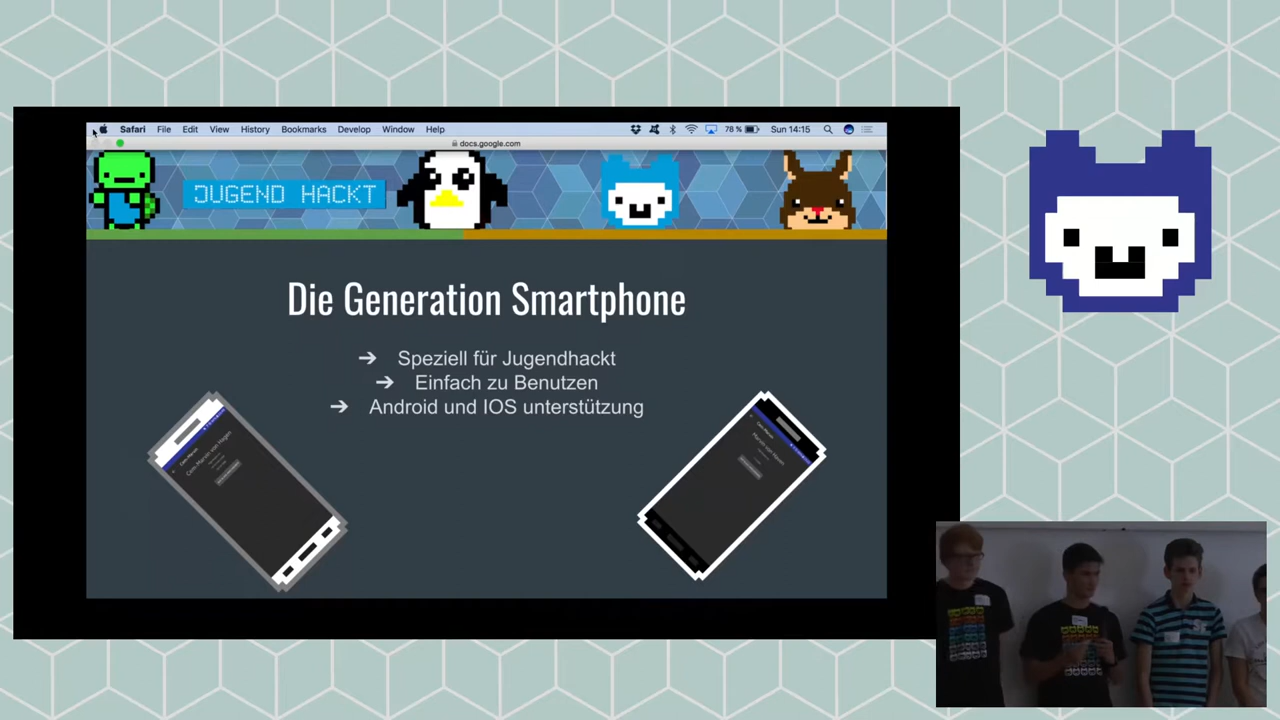 Safari File Edit View History Bookmarks Develop Window Help 78 % Sun 14:15
docs.google.com
JUGEND HACKT
Die Generation Smartphone
➔ Speziell für Jugendhackt
➔ Einfach zu Benutzen
➔ Android und IOS unterstützung